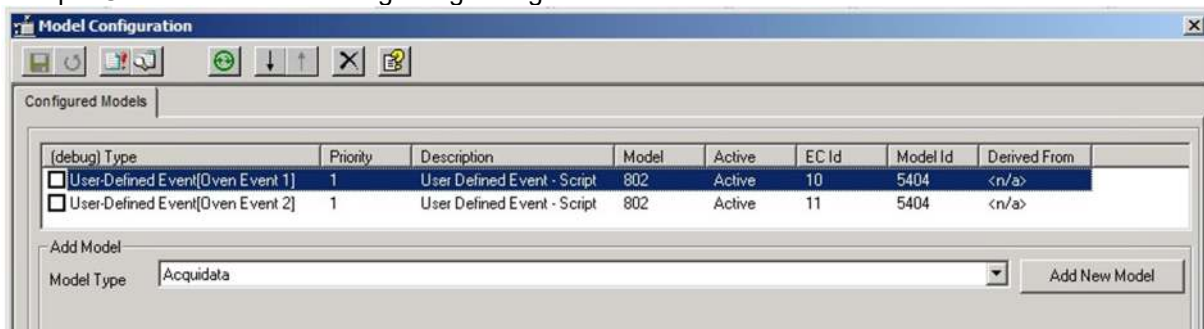 Model Configuration
Configured Models
(debug) Type Priority Description Model Active EC Id Model Id Derived From
User-Defined Event[Oven Event 1] 1 User Defined Event - Script 802 Active 10 5404 <n/a>
User-Defined Event[Oven Event 2] 1 User Defined Event - Script 802 Active 11 5404 <n/a>
Add Model
Model Type Acquidata Add New Model